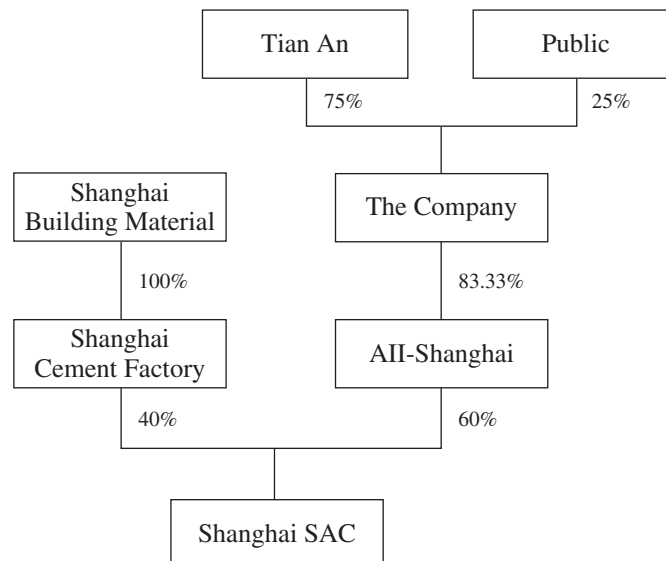 Tian An
Public
75%
25%
Shanghai
Building Material
The Company
100%
83.33%
Shanghai
Cement Factory
AII-Shanghai
40%
60%
Shanghai SAC